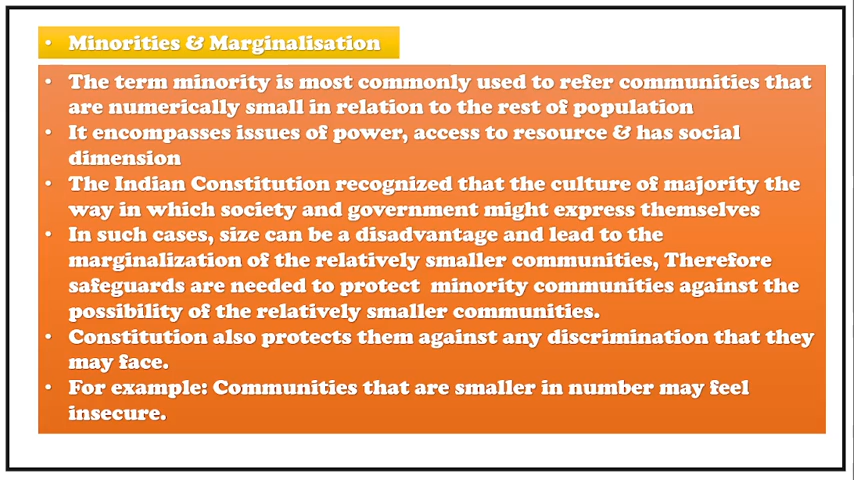 • Minorities & Marginalisation
• The term minority is most commonly used to refer communities that
are numerically small in relation to the rest of population
• It encompasses issues of power, access to resource & has social
dimension
• The Indian Constitution recognized that the culture of majority the
way in which society and government might express themselves
• In such cases, size can be a disadvantage and lead to the
marginalization of the relatively smaller communities, Therefore
safeguards are needed to protect minority communities against the
possibility of the relatively smaller communities.
• Constitution also protects them against any discrimination that they
may face.
• For example: Communities that are smaller in number may feel
insecure.